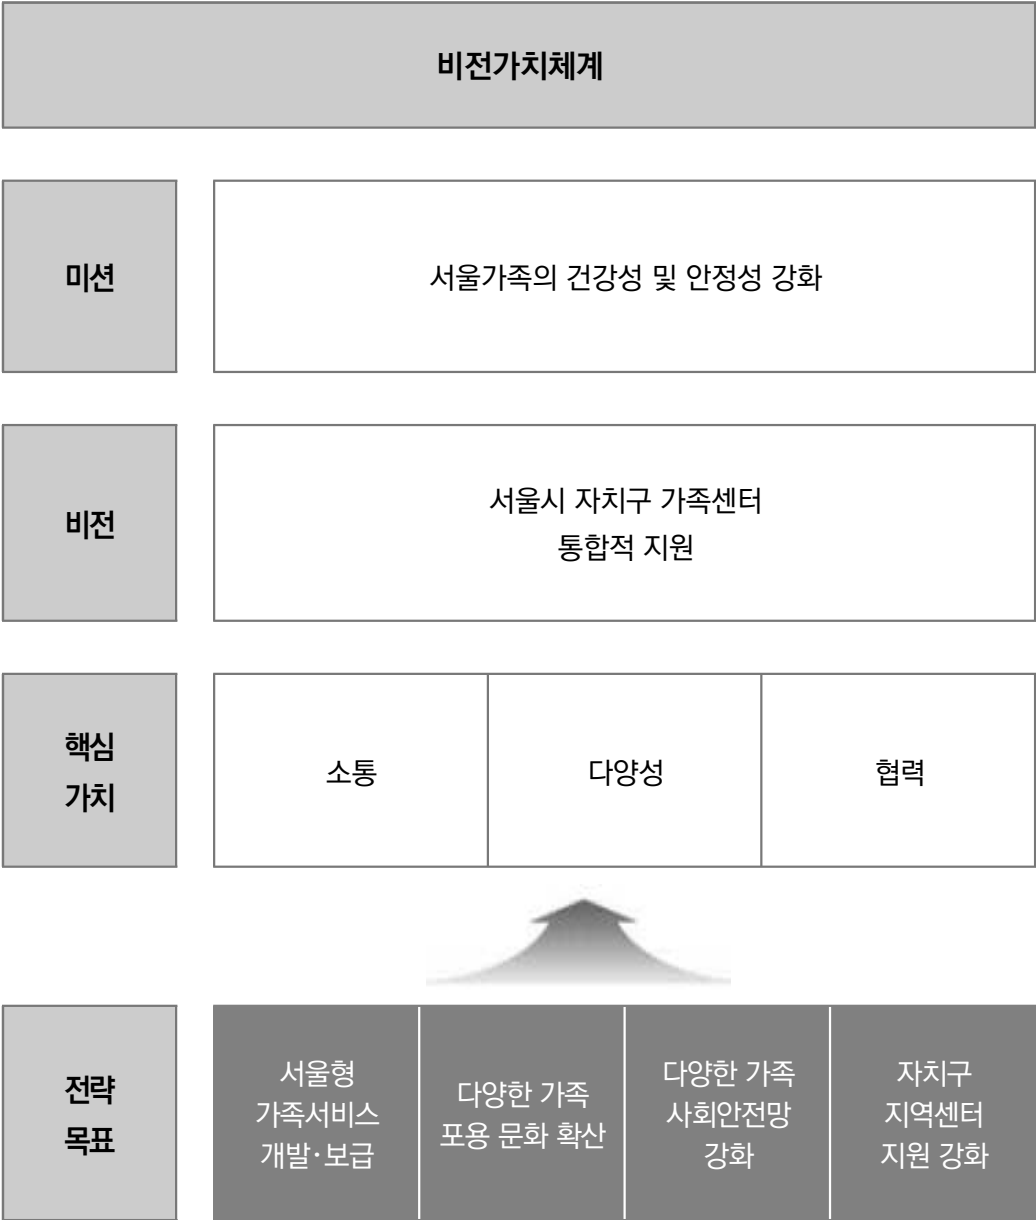 비전가치체계
미션
서울가족의 건강성 및 안정성 강화
비전
서울시 자치구 가족센터
통합적 지원
핵심
가치
소통
다양성
협력
전략
목표
서울형
가족서비스
개발·보급
다양한 가족
포용 문화 확산
다양한 가족
사회안전망
강화
자치구
지역센터
지원 강화